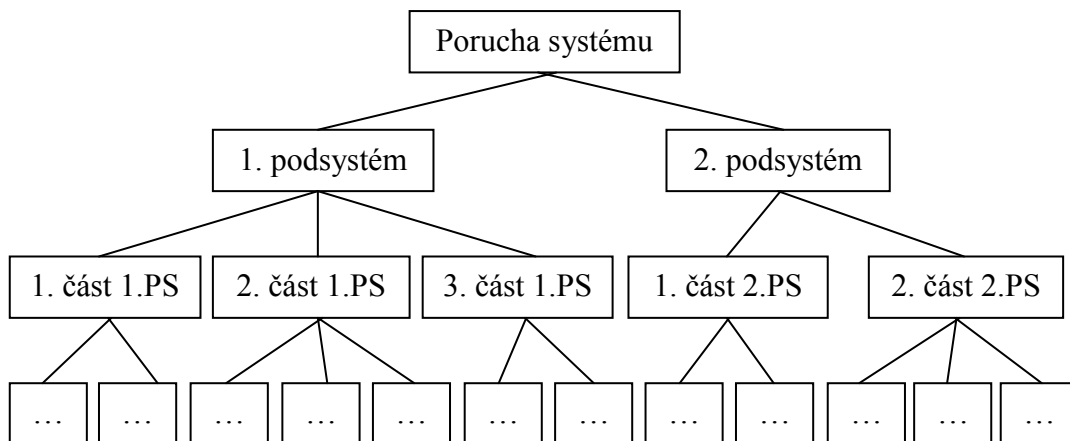 Porucha systému
1. podsystém
2. podsystém
1. část 1.PS
2. část 1.PS
3. část 1.PS
1. část 2.PS
2. část 2.PS
…
…
…
…
…
…
…
…
…
…
…
…